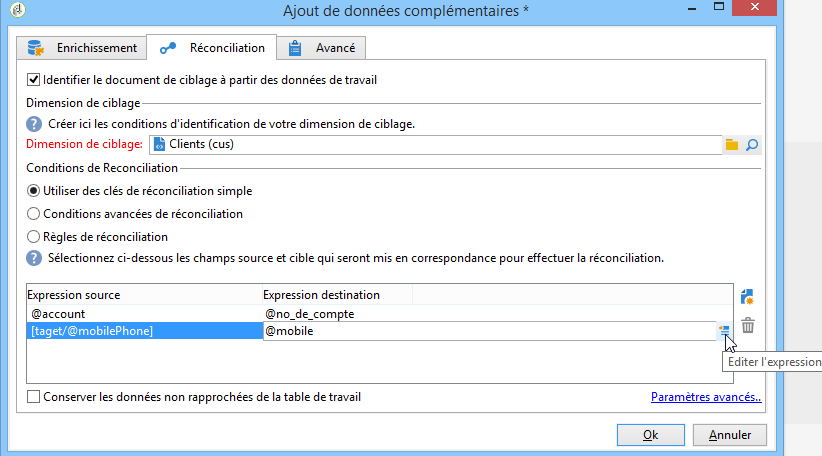 Ajout de données complémentaires *
Enrichissement Réconciliation Avancé
Identifier le document de ciblage à partir des données de travail
Dimension de ciblage
Créer ici les conditions d'identification de votre dimension de ciblage.
Dimension de ciblage: Clients (cus)
Conditions de Reconciliation
Utiliser des clés de réconciliation simple
Conditions avancées de réconciliation
Règles de réconciliation
Sélectionnez ci-dessous les champs source et cible qui seront mis en correspondance pour effectuer la réconciliation.
Expression source Expression destination
@account @no_de_compte
[taget/@mobilePhone] @mobile
Editer l'expression
Conserver les données non rapprochées de la table de travail Paramètres avancés..
Ok Annuler